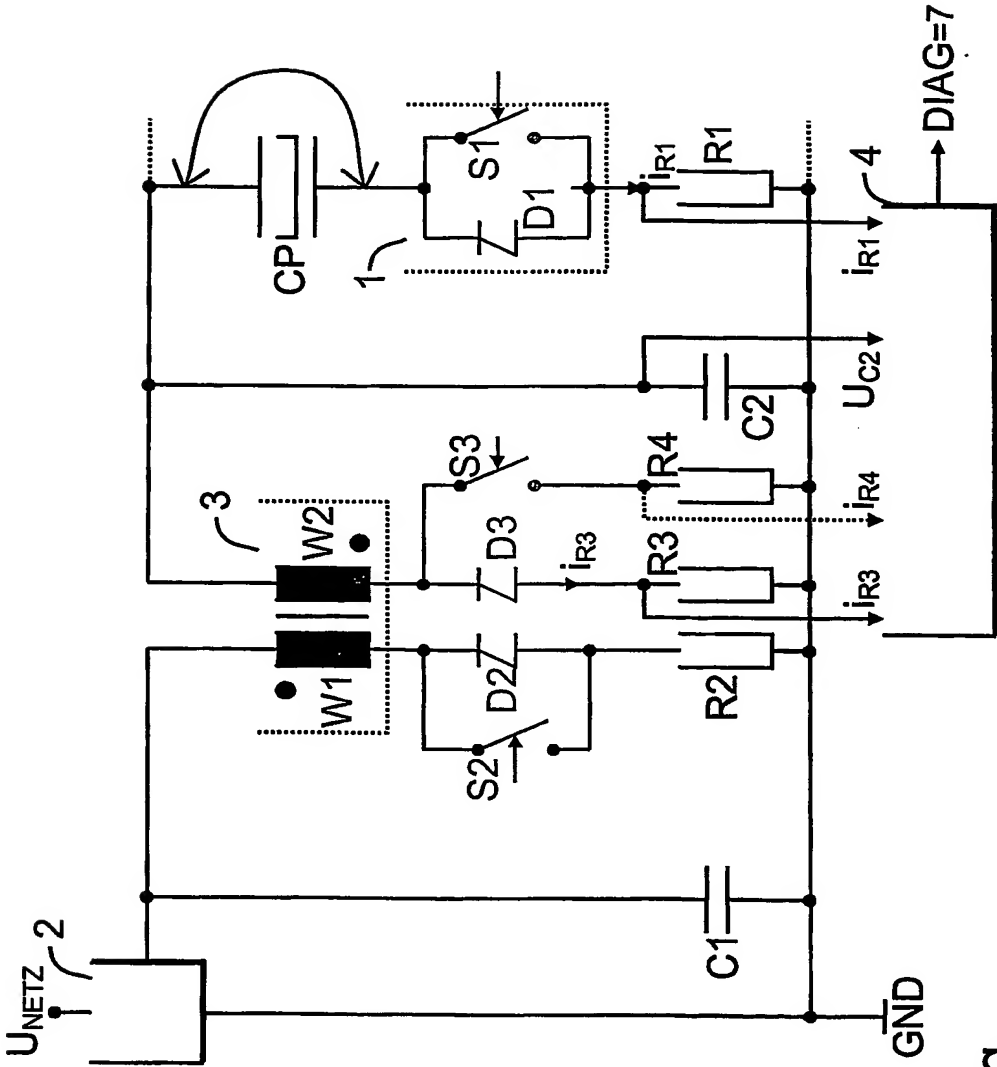 U_NETZ
2
C1
GND
3
W1
W2
S2
D2
R2
D3
i_R3
R3
i_R3
S3
R4
i_R4
C2
U_C2
CP
1
D1
S1
i_R1
R1
i_R1
4
DIAG=7